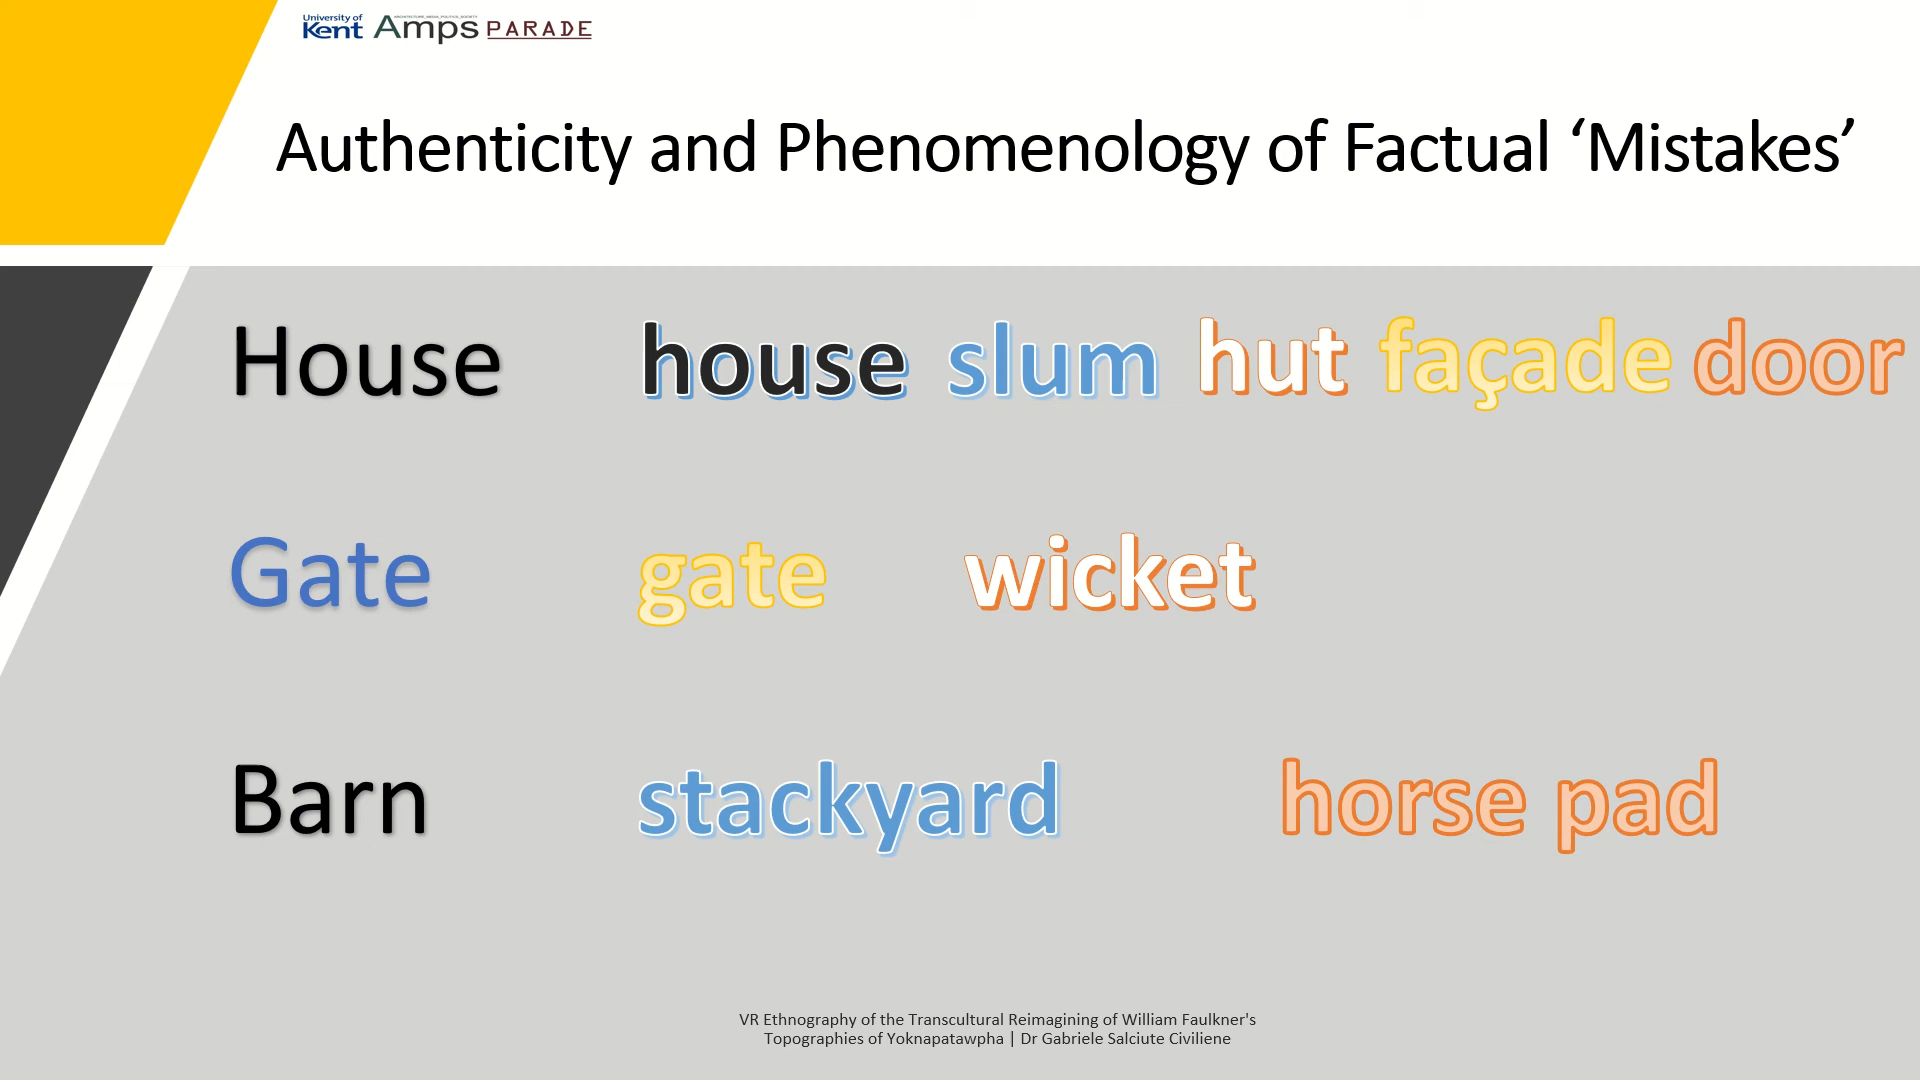 University of
Kent Amps PARADE
Authenticity and Phenomenology of Factual ‘Mistakes’
House house slum hut façade door
Gate gate wicket
Barn stackyard horse pad
VR Ethnography of the Transcultural Reimagining of William Faulkner's
Topographies of Yoknapatawpha | Dr Gabriele Salciute Civiliene